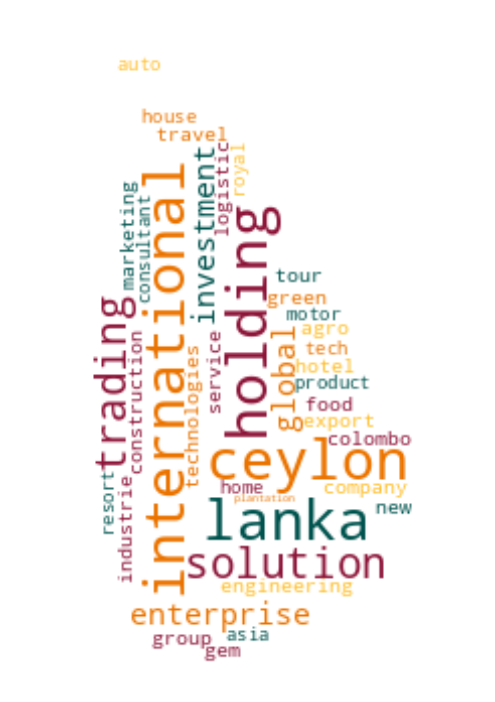 auto
house
travel
international
investment
logistic
royal
marketing
consultant
holding
tour
green
motor
agro
tech
hotel
product
food
export
colombo
global
trading
construction
service
technologies
ceylon
home
company
plantation
resort
industrie
lanka
new
solution
engineering
enterprise
group
asia
gem